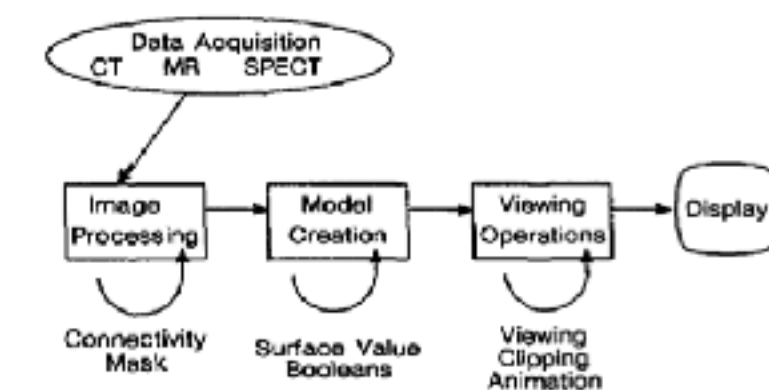 Data Acquisition
CT MR SPECT
Image
Processing
Model
Creation
Viewing
Operations
Display
Connectivity
Mask
Surface Value
Booleans
Viewing
Clipping
Animation